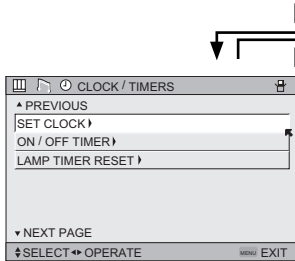 CLOCK / TIMERS
▲ PREVIOUS
SET CLOCK
ON / OFF TIMER
LAMP TIMER RESET
▼ NEXT PAGE
SELECT OPERATE MENU EXIT